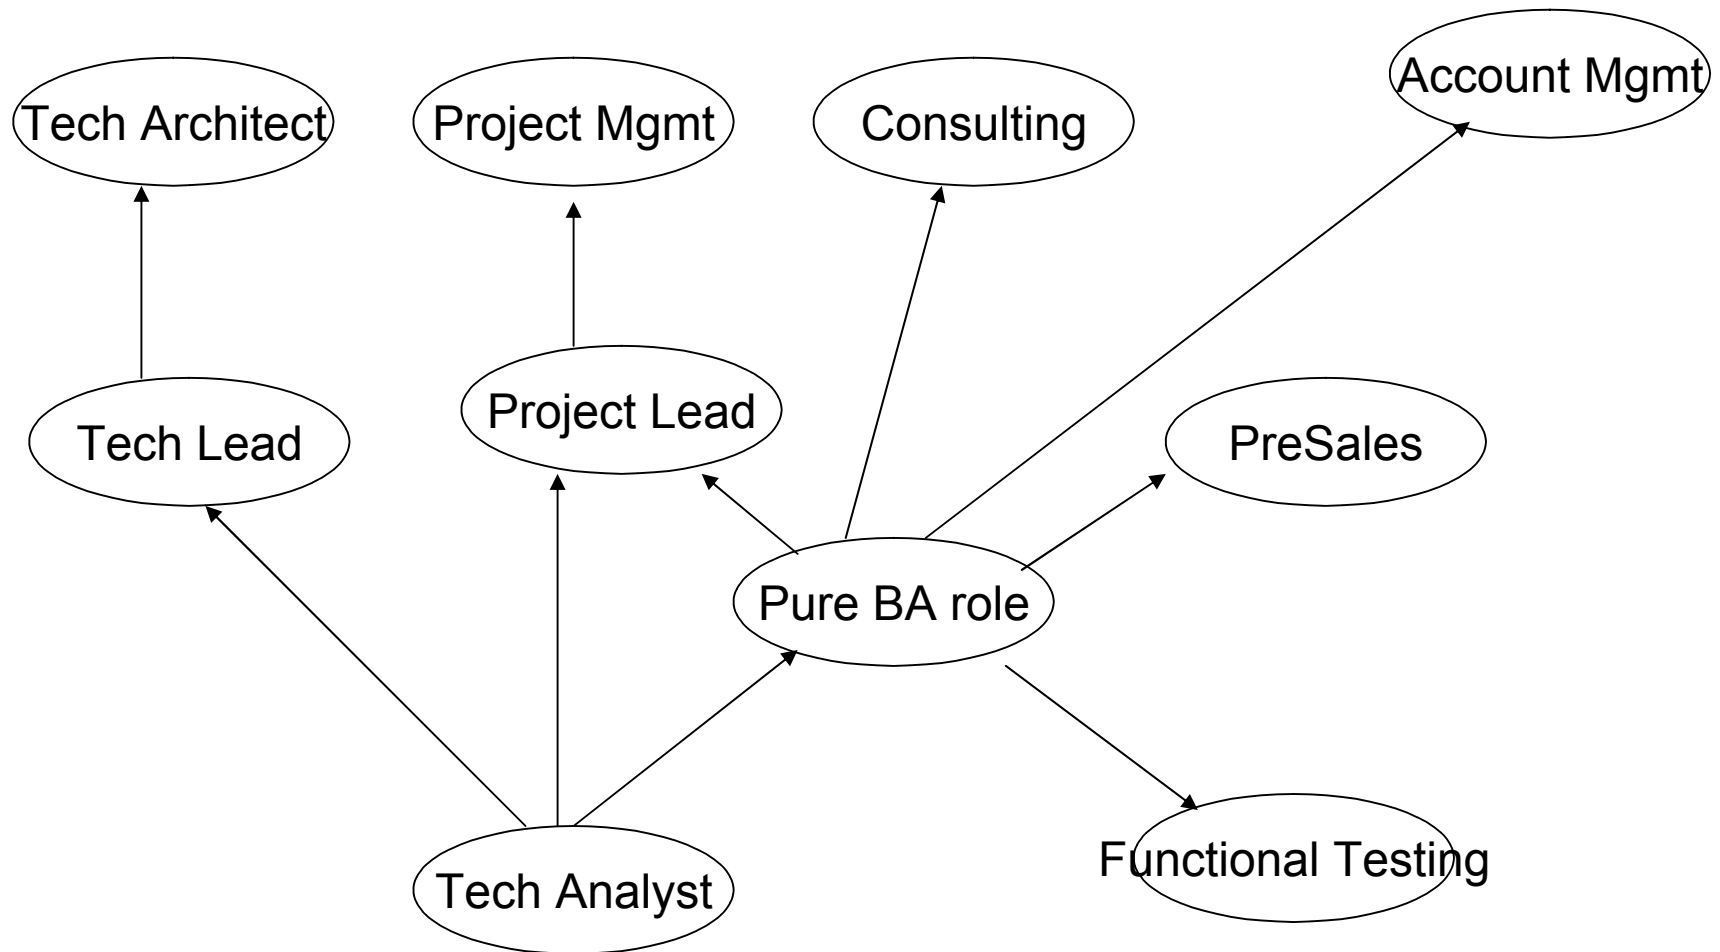 Account Mgmt
Tech Architect
Project Mgmt
Consulting
Project Lead
Tech Lead
PreSales
Pure BA role
Functional Testing
Tech Analyst